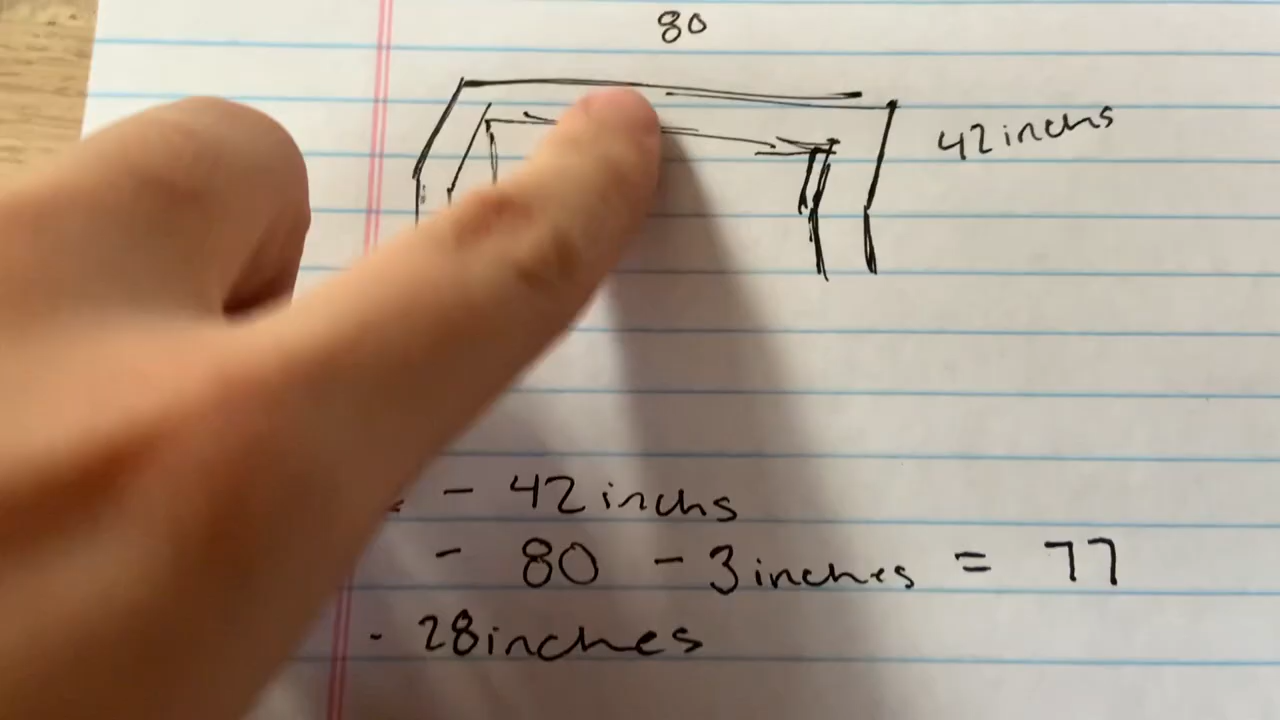 80
42 inchs
- 42 inchs
- 80 - 3 inches = 77
- 28 inches